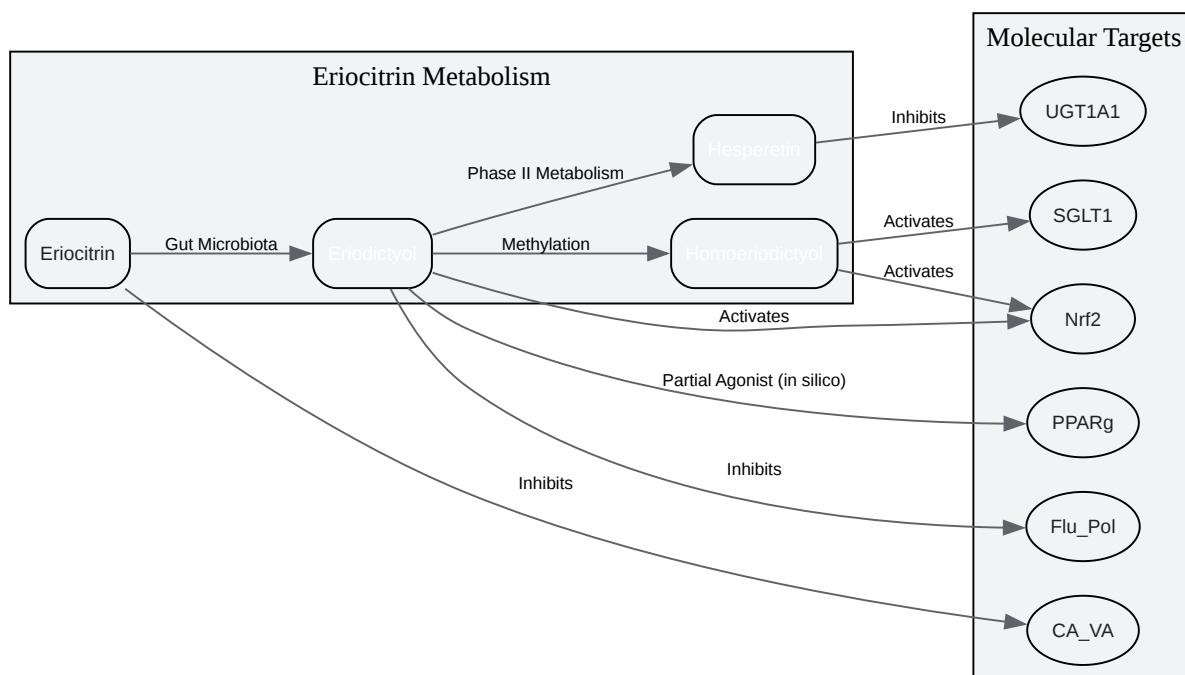 Molecular Targets
Eriocitrin Metabolism
UGT1A1
Inhibits
Hesperetin
Phase II Metabolism
SGLT1
Activates
Eriocitrin
Gut Microbiota
Eriodictyol
Methylation
Homoeriodictyol
Activates
Nrf2
Activates
Partial Agonist (in silico)
PPARg
Inhibits
Inhibits
Flu_Pol
CA_VA